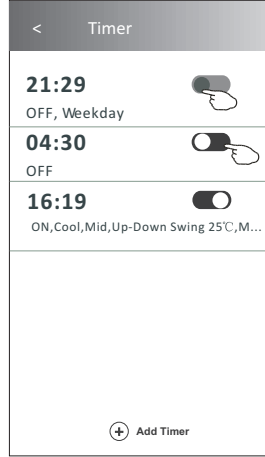 < Timer
21:29
OFF, Weekday
04:30
OFF
16:19
ON,Cool,Mid,Up-Down Swing 25℃,M...
+ Add Timer